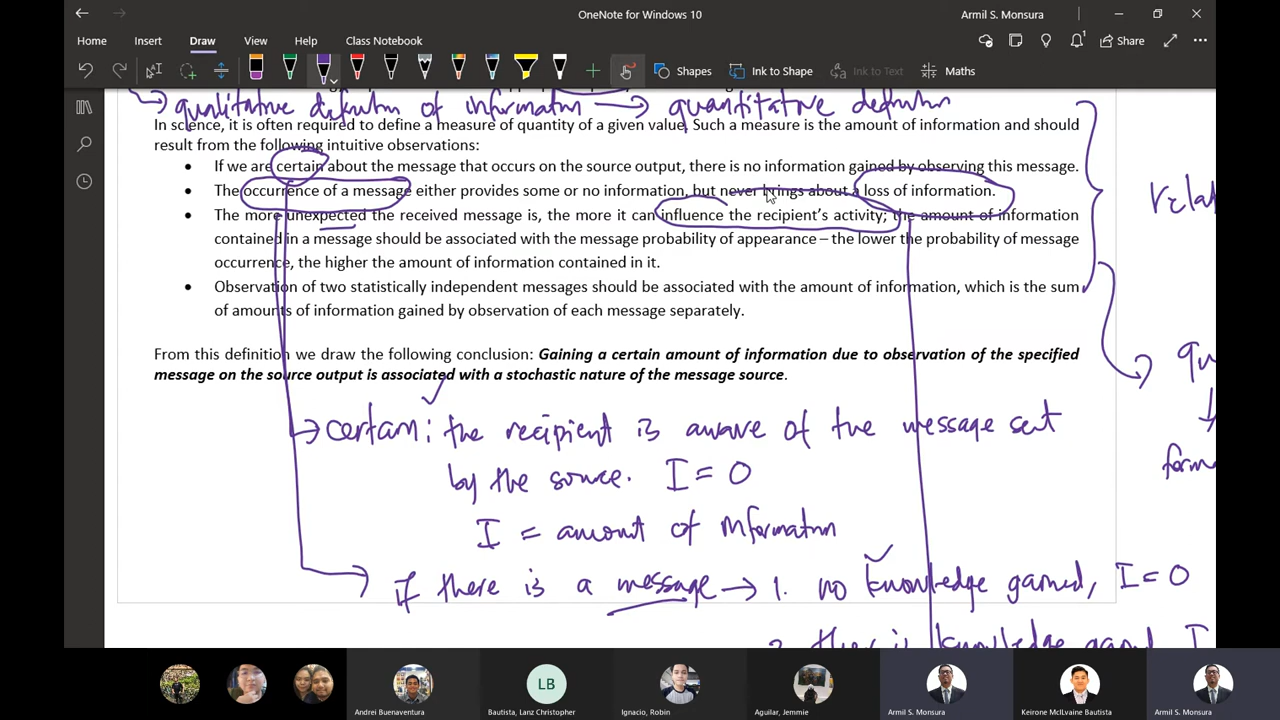 OneNote for Windows 10
Armil S. Monsura
Home Insert Draw View Help Class Notebook
Share
Shapes Ink to Shape Ink to Text Maths
qualitative definition of information → quantitative definition
In science, it is often required to define a measure of quantity of a given value. Such a measure is the amount of information and should
result from the following intuitive observations:
• If we are certain about the message that occurs on the source output, there is no information gained by observing this message.
• The occurrence of a message either provides some or no information, but never brings about a loss of information.
• The more unexpected the received message is, the more it can influence the recipient's activity; the amount of information
contained in a message should be associated with the message probability of appearance – the lower the probability of message
occurrence, the higher the amount of information contained in it.
• Observation of two statistically independent messages should be associated with the amount of information, which is the sum
of amounts of information gained by observation of each message separately.
From this definition we draw the following conclusion: Gaining a certain amount of information due to observation of the specified
message on the source output is associated with a stochastic nature of the message source.
certain: the recipient is aware of the message sent
by the source. I = 0
I = amount of information
if there is a message → 1. no knowledge gained, I = 0
2. there is knowledge gained I
LB
Andrei Buenaventura
Bautista, Lanz Christopher
Ignacio, Robin
Aguilar, Jemmie
Armil S. Monsura
Keirone McIlvaine Bautista
Armil S. Monsura